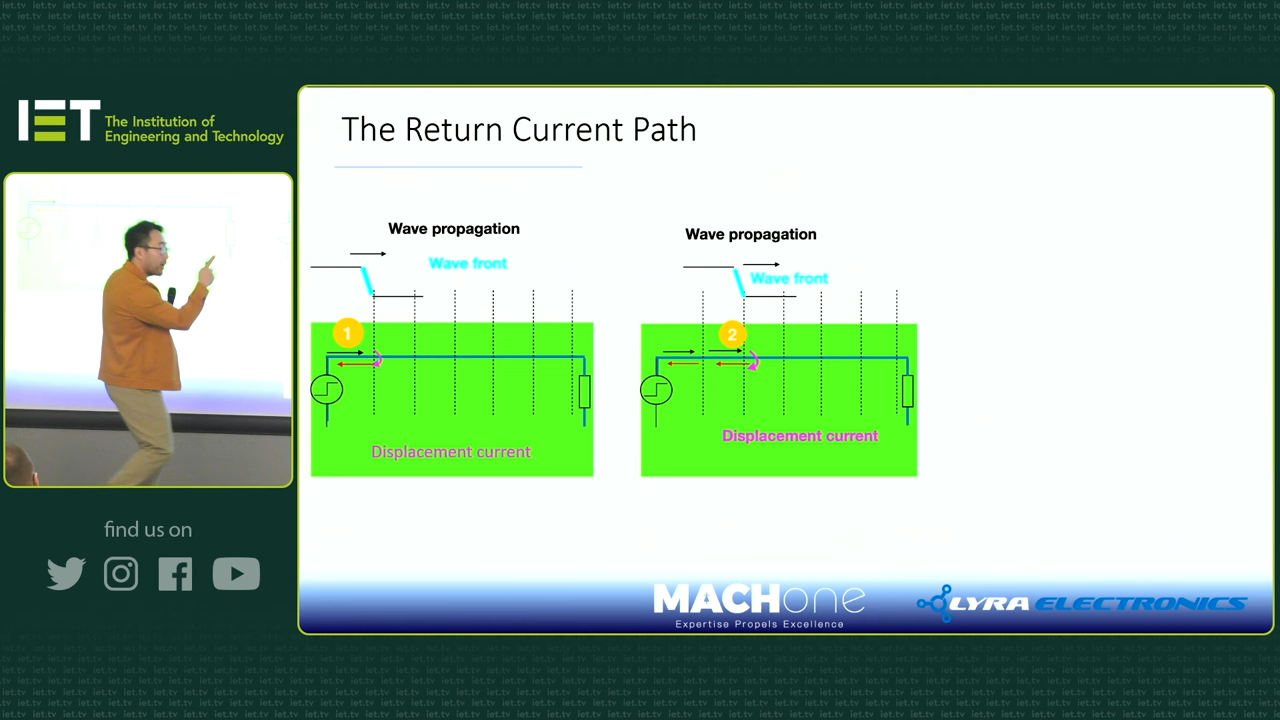 IET
The Institution of
Engineering and Technology
The Return Current Path
Wave propagation
Wave front
1
Displacement current
Wave propagation
Wave front
2
Displacement current
find us on
MACHone
Expertise Propels Excellence
LYRA ELECTRONICS